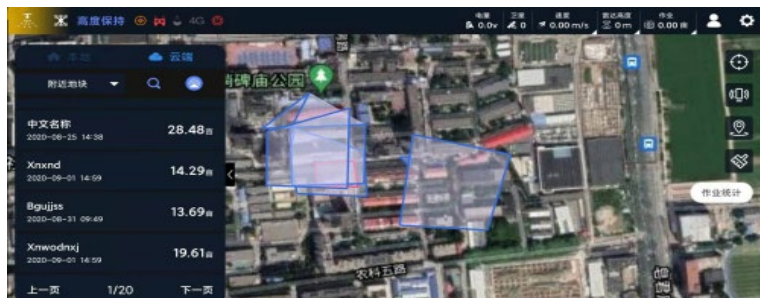 高度保持 4G
电量 0.0v
卫星 0
速度 0.00 m/s
雷达高度 0 m
作业 0.00 亩
本地 云端
附近地块
中文名称 28.48亩
2020-08-25 14:38
Xnxnd 14.29亩
2020-09-01 14:59
Bgujjss 13.69亩
2020-08-31 09:49
Xnwodnxj 19.61亩
2020-09-01 14:59
上一页 1/20 下一页
碑庙公园
农科五路
作业统计